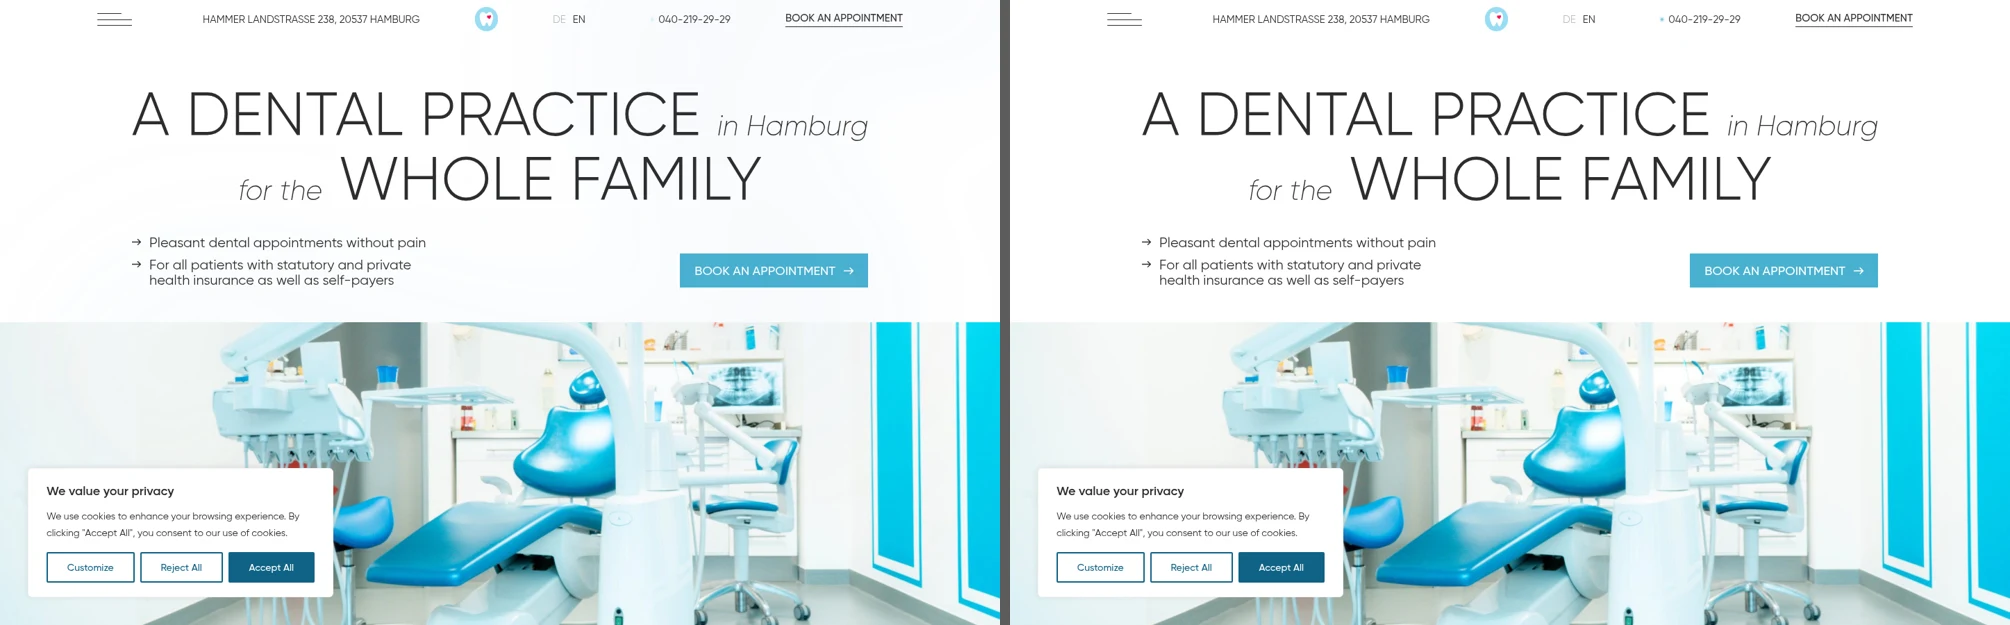 HAMMER LANDSTRASSE 238, 20537 HAMBURG DE EN 040-219-29-29 BOOK AN APPOINTMENT
A DENTAL PRACTICE in Hamburg
for the WHOLE FAMILY
→ Pleasant dental appointments without pain
→ For all patients with statutory and private
health insurance as well as self-payers
BOOK AN APPOINTMENT →
We value your privacy
We use cookies to enhance your browsing experience. By
clicking "Accept All", you consent to our use of cookies.
Customize Reject All Accept All
HAMMER LANDSTRASSE 238, 20537 HAMBURG DE EN 040-219-29-29 BOOK AN APPOINTMENT
A DENTAL PRACTICE in Hamburg
for the WHOLE FAMILY
→ Pleasant dental appointments without pain
→ For all patients with statutory and private
health insurance as well as self-payers
BOOK AN APPOINTMENT →
We value your privacy
We use cookies to enhance your browsing experience. By
clicking "Accept All", you consent to our use of cookies.
Customize Reject All Accept All